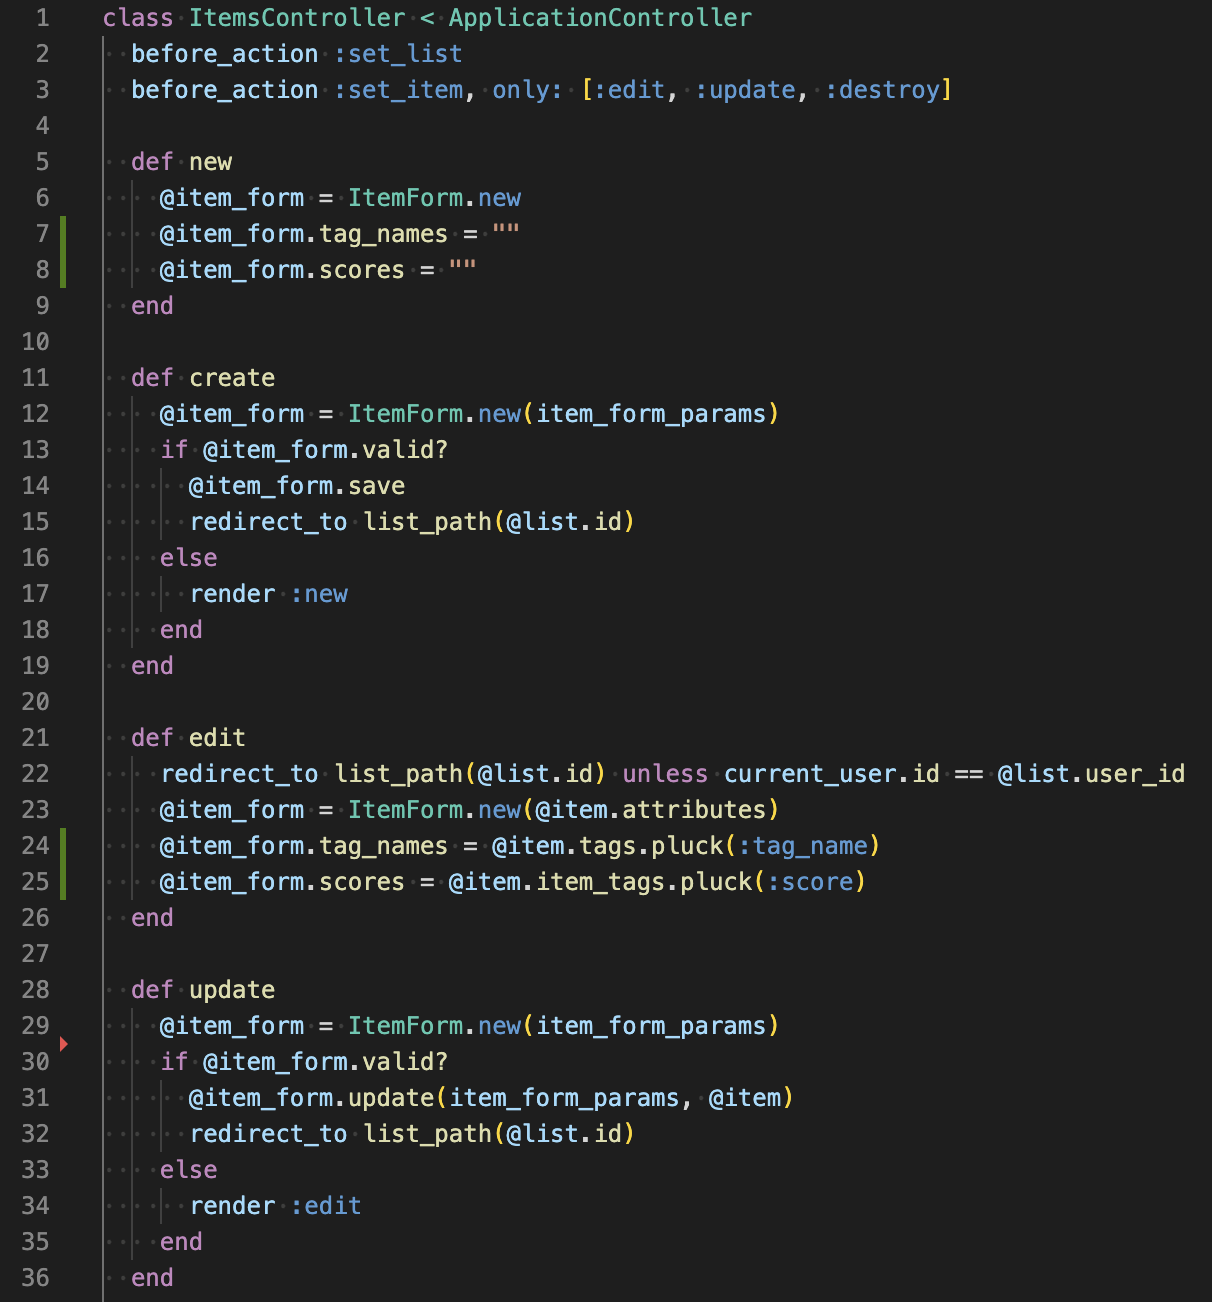 1 class ItemsController < ApplicationController
2 before_action :set_list
3 before_action :set_item, only: [:edit, :update, :destroy]
4
5 def new
6 @item_form = ItemForm.new
7 @item_form.tag_names = ""
8 @item_form.scores = ""
9 end
10
11 def create
12 @item_form = ItemForm.new(item_form_params)
13 if @item_form.valid?
14 @item_form.save
15 redirect_to list_path(@list.id)
16 else
17 render :new
18 end
19 end
20
21 def edit
22 redirect_to list_path(@list.id) unless current_user.id == @list.user_id
23 @item_form = ItemForm.new(@item.attributes)
24 @item_form.tag_names = @item.tags.pluck(:tag_name)
25 @item_form.scores = @item.item_tags.pluck(:score)
26 end
27
28 def update
29 @item_form = ItemForm.new(item_form_params)
30 if @item_form.valid?
31 @item_form.update(item_form_params, @item)
32 redirect_to list_path(@list.id)
33 else
34 render :edit
35 end
36 end